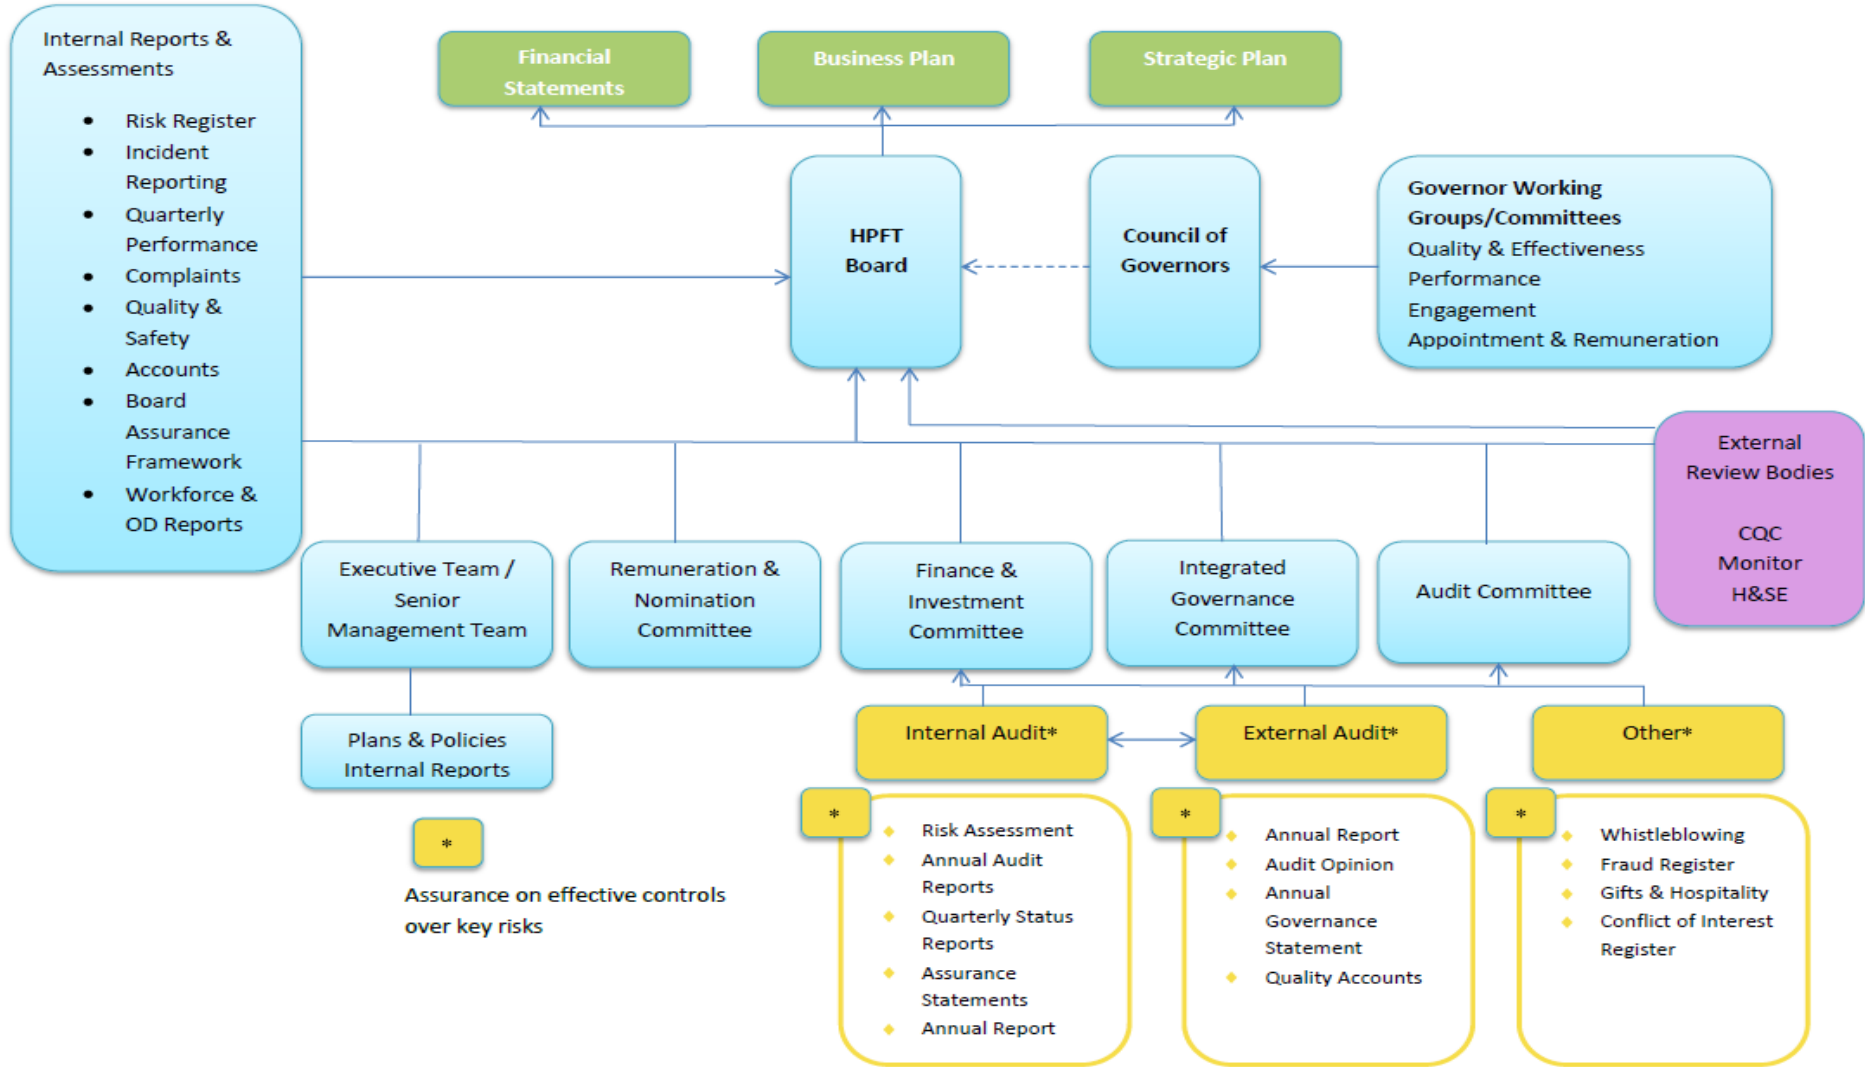 Internal Reports &
Assessments
• Risk Register
• Incident
Reporting
• Quarterly
Performance
• Complaints
• Quality &
Safety
• Accounts
• Board
Assurance
Framework
• Workforce &
OD Reports
Financial
Statements
Business Plan
Strategic Plan
HPFT
Board
Council of
Governors
Governor Working
Groups/Committees
Quality & Effectiveness
Performance
Engagement
Appointment & Remuneration
External
Review Bodies
CQC
Monitor
H&SE
Executive Team /
Senior
Management Team
Remuneration &
Nomination
Committee
Finance &
Investment
Committee
Integrated
Governance
Committee
Audit Committee
Plans & Policies
Internal Reports
Internal Audit*
External Audit*
Other*
*
Assurance on effective controls
over key risks
*
Risk Assessment
Annual Audit
Reports
Quarterly Status
Reports
Assurance
Statements
Annual Report
*
Annual Report
Audit Opinion
Annual
Governance
Statement
Quality Accounts
*
Whistleblowing
Fraud Register
Gifts & Hospitality
Conflict of Interest
Register